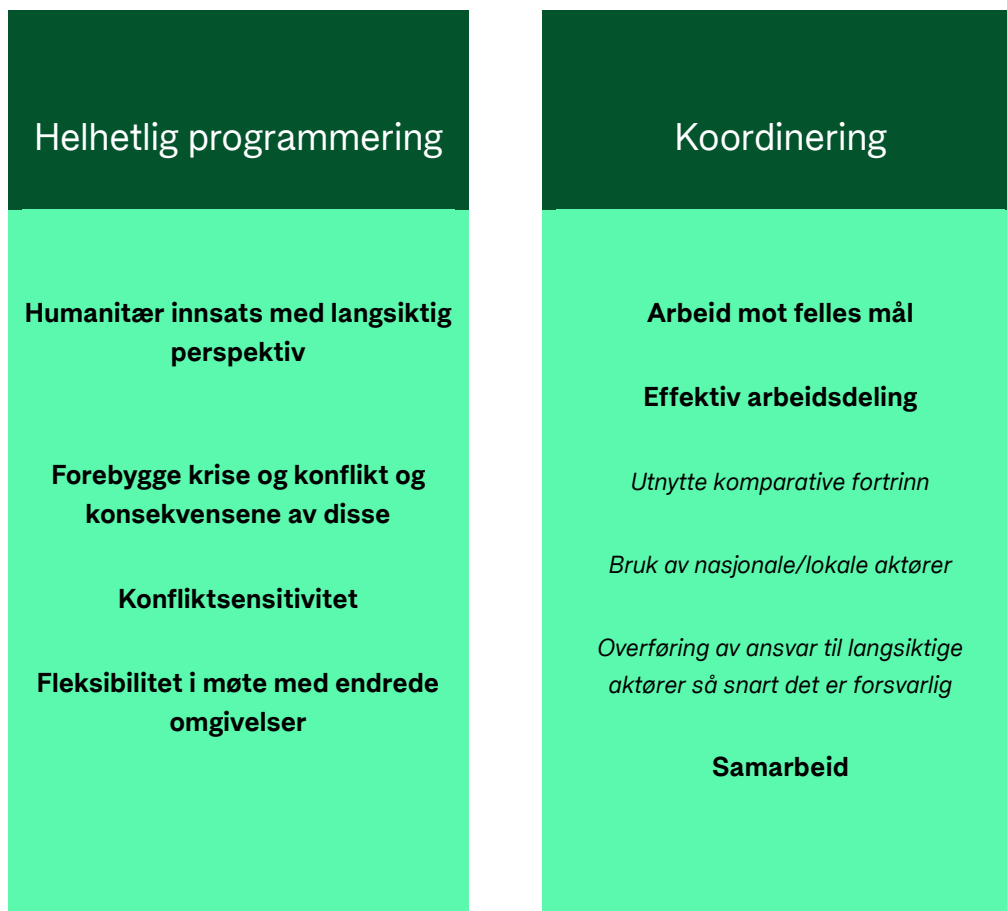 Helhetlig programmering
Humanitær innsats med langsiktig
perspektiv
Forebygge krise og konflikt og
konsekvensene av disse
Konfliktsensitivitet
Fleksibilitet i møte med endrede
omgivelser
Koordinering
Arbeid mot felles mål
Effektiv arbeidsdeling
Utnytte komparative fortrinn
Bruk av nasjonale/lokale aktører
Overføring av ansvar til langsiktige
aktører så snart det er forsvarlig
Samarbeid